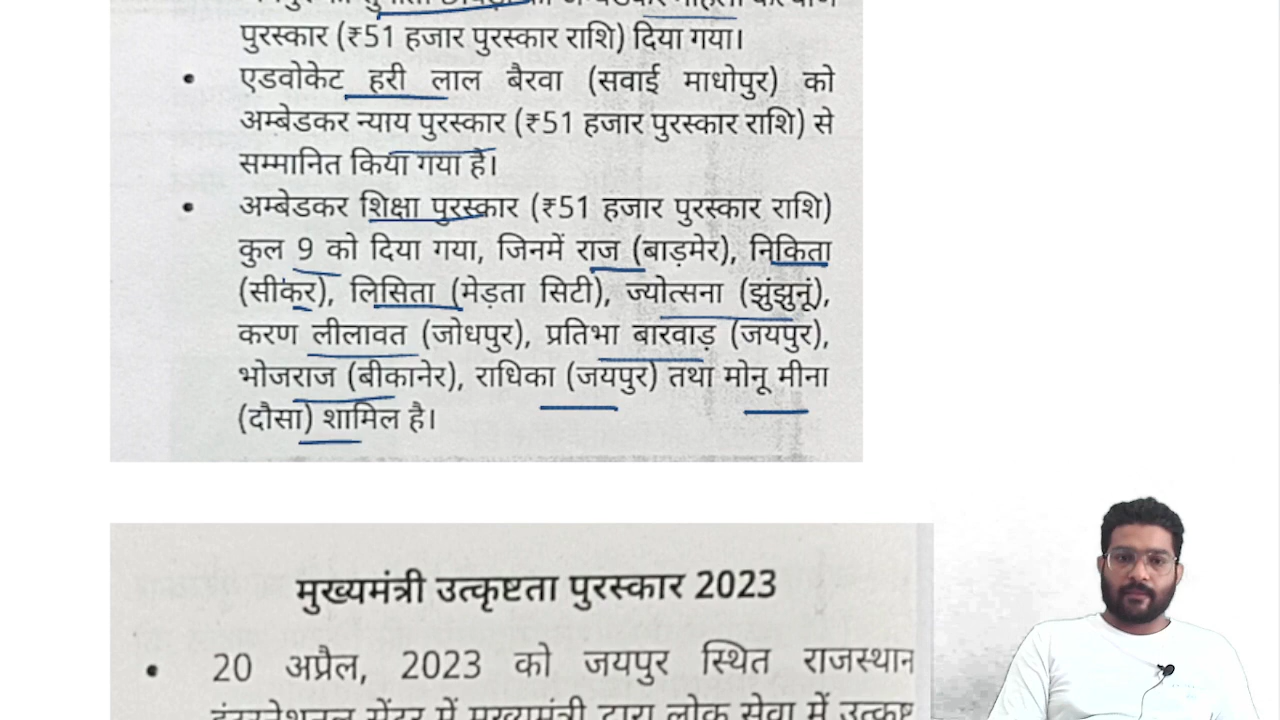 पुरस्कार (₹51 हजार पुरस्कार राशि) दिया गया।
• एडवोकेट हरी लाल बैरवा (सवाई माधोपुर) को
अम्बेडकर न्याय पुरस्कार (₹51 हजार पुरस्कार राशि) से
सम्मानित किया गया है।
• अम्बेडकर शिक्षा पुरस्कार (₹51 हजार पुरस्कार राशि)
कुल 9 को दिया गया, जिनमें राज (बाड़मेर), निकिता
(सीकर), लिसिता (मेड़ता सिटी), ज्योत्सना (झुंझुनूं),
करण लीलावत (जोधपुर), प्रतिभा बारवाड़ (जयपुर),
भोजराज (बीकानेर), राधिका (जयपुर) तथा मोनू मीना
(दौसा) शामिल है।
मुख्यमंत्री उत्कृष्टता पुरस्कार 2023
• 20 अप्रैल, 2023 को जयपुर स्थित राजस्थान
में मुख्यमंत्री द्वारा लोक सेवा में